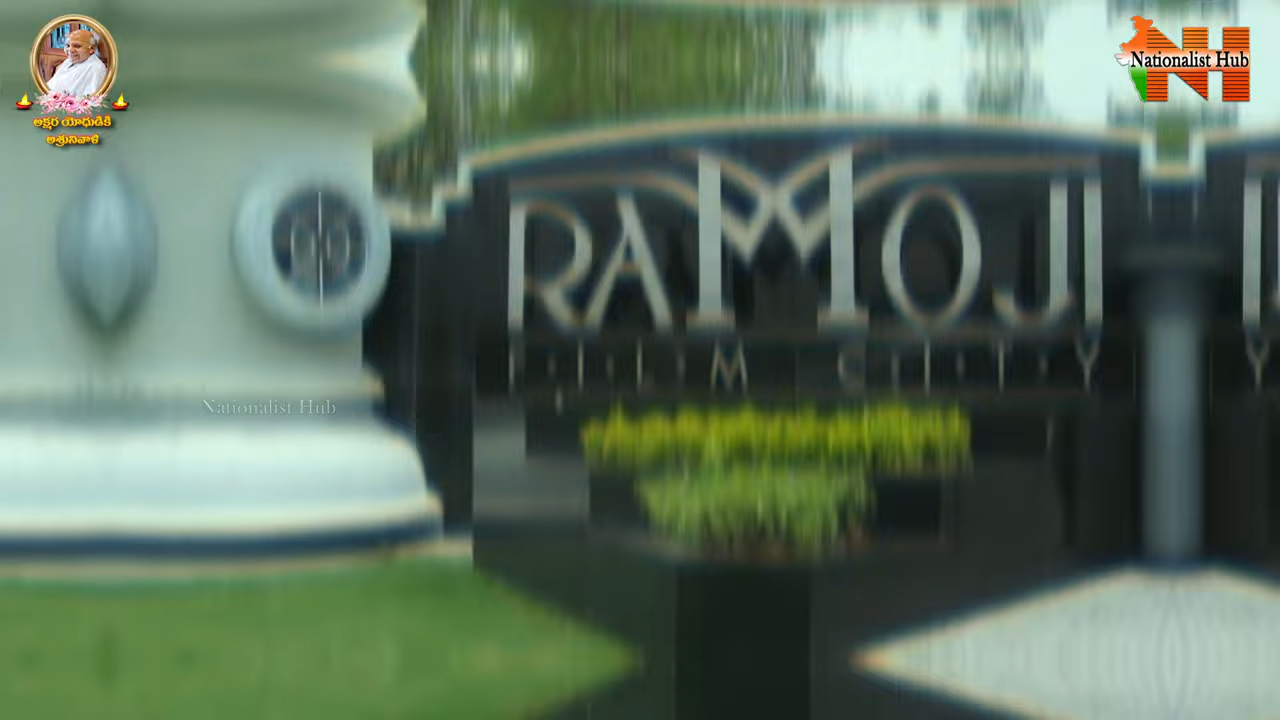 అక్షర యోధుడికి
అశ్రునివాళి
Nationalist Hub
RAMOJI
FILM CITY
Nationalist Hub